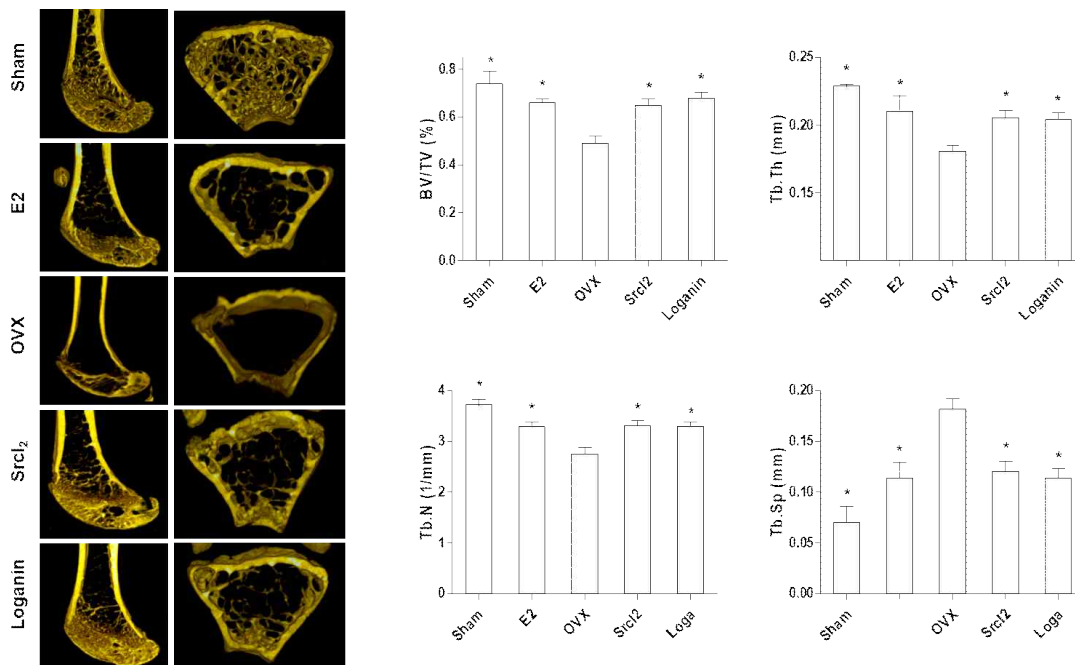 Sham
E2
OVX
Srcl₂
Loganin
BV/TV (%)
0.8
0.6
0.4
0.2
0.0
*
*
*
*
Sham
E2
OVX
Srcl2
Loganin
Tb.Th (mm)
0.25
0.20
0.15
*
*
*
*
Sham
E2
OVX
Srcl2
Loganin
Tb.N (1/mm)
4
3
2
1
0
*
*
*
*
Sham
E2
OVX
Srcl2
Loga
Tb.Sp (mm)
0.20
0.15
0.10
0.05
0.00
*
*
*
*
Sham
OVX
Srcl2
Loga